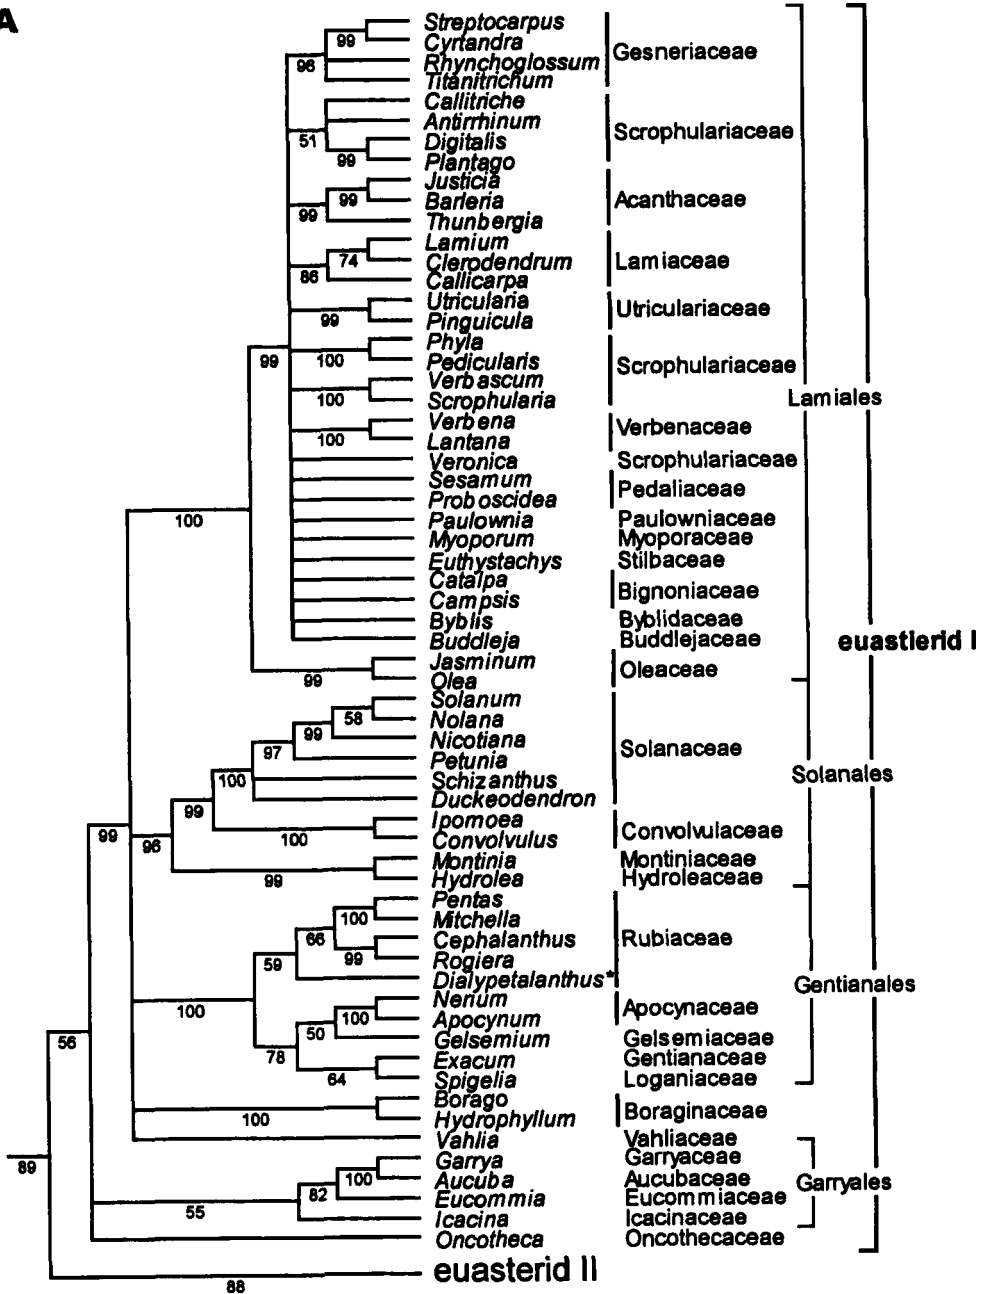 A
Streptocarpus
99
Cyrtandra
Gesneriaceae
96
Rhynchoglossum
Titanitrichum
Callitriche
Antirrhinum
Scrophulariaceae
51
Digitalis
99
Plantago
Justicia
99
Barleria
Acanthaceae
99
Thunbergia
Lamium
74
Clerodendrum
Lamiaceae
86
Callicarpa
Utricularia
Utriculariaceae
99
Pinguicula
Phyla
99
100
Pedicularis
Scrophulariaceae
Verbascum
100
Scrophularia
Lamiales
Verbena
Verbenaceae
100
Lantana
Veronica
Scrophulariaceae
Sesamum
Pedaliaceae
Proboscidea
100
Paulownia
Paulowniaceae
Myoporum
Myoporaceae
Euthystachys
Stilbaceae
Catalpa
Bignoniaceae
Campsis
Byblis
Byblidaceae
Buddleja
Buddlejaceae
euastierid I
Jasminum
Oleaceae
99
Olea
Solanum
58
Nolana
99
Nicotiana
Solanaceae
97
Petunia
100
Schizanthus
Solanales
Duckeodendron
99
Ipomoea
99
96
100
Convolvulus
Convolvulaceae
Montinia
Montiniaceae
99
Hydrolea
Hydroleaceae
Pentas
100
Mitchella
66
Cephalanthus
Rubiaceae
59
99
Rogiera
Dialypetalanthus*
Gentianales
100
Nerium
Apocynaceae
100
Apocynum
50
Gelsemium
Gelsemiaceae
56
78
Exacum
Gentianaceae
64
Spigelia
Loganiaceae
Borago
Boraginaceae
100
Hydrophyllum
Vahlia
Vahliaceae
89
Garrya
Garryaceae
100
Aucuba
Aucubaceae
Garryales
82
Eucommia
Eucommiaceae
55
Icacina
Icacinaceae
Oncotheca
Oncothecaceae
euasterid II
88